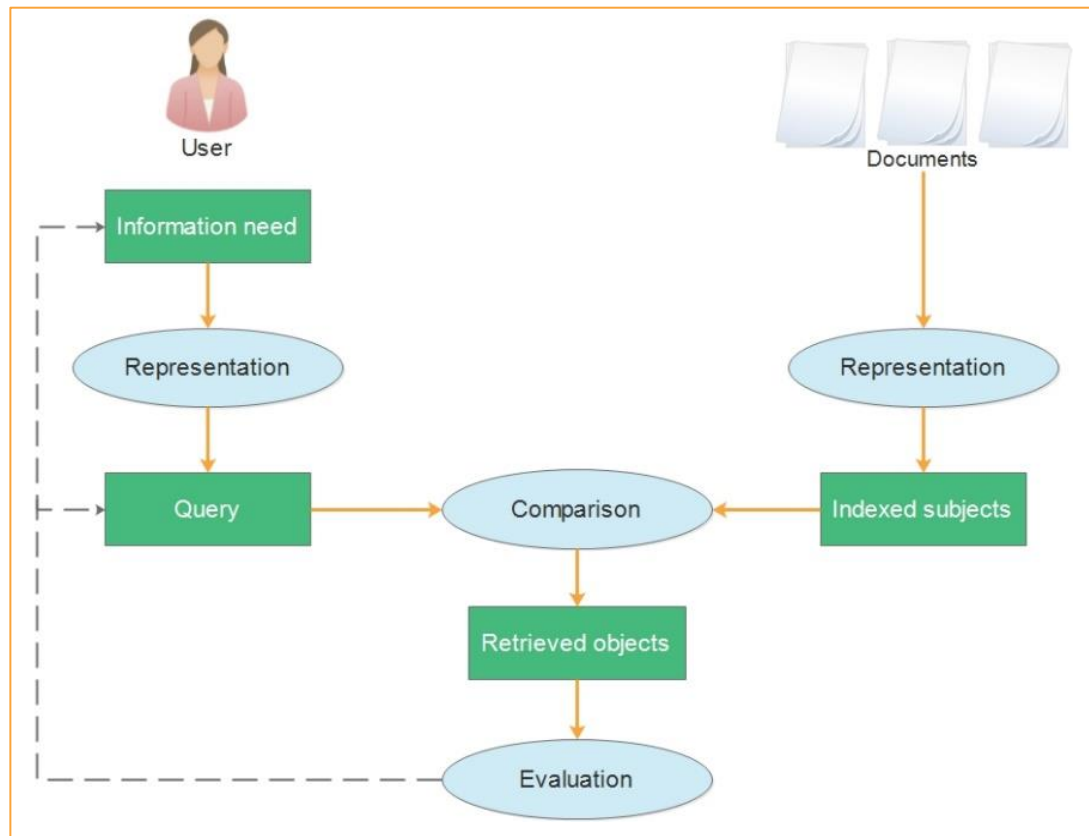 User
Documents
Information need
Representation
Representation
Query
Comparison
Indexed subjects
Retrieved objects
Evaluation